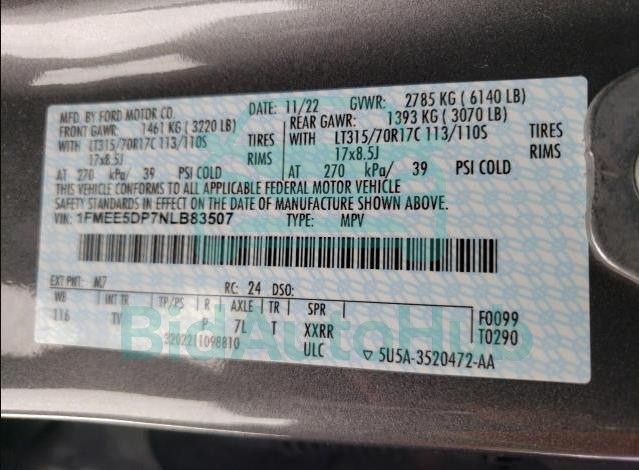 MFD. BY FORD MOTOR CO.
DATE: 11/22 GVWR: 2785 KG ( 6140 LB)
FRONT GAWR: 1461 KG ( 3220 LB) REAR GAWR: 1393 KG ( 3070 LB)
WITH LT315/70R17C 113/110S TIRES WITH LT315/70R17C 113/110S TIRES
17x8.5J RIMS 17x8.5J RIMS
AT 270 kPa/ 39 PSI COLD AT 270 kPa/ 39 PSI COLD
THIS VEHICLE CONFORMS TO ALL APPLICABLE FEDERAL MOTOR VEHICLE
SAFETY STANDARDS IN EFFECT ON THE DATE OF MANUFACTURE SHOWN ABOVE.
VIN: 1FMEE5DP7NLB83507 TYPE: MPV
EXT PNT: M7 RC: 24 DSO:
WB INT TR TP/PS R AXLE TR SPR F0099
116 TV P 7L T XXRR T0290
3202211098810 ULC ▽ 5U5A-3520472-AA
BidAutoHub